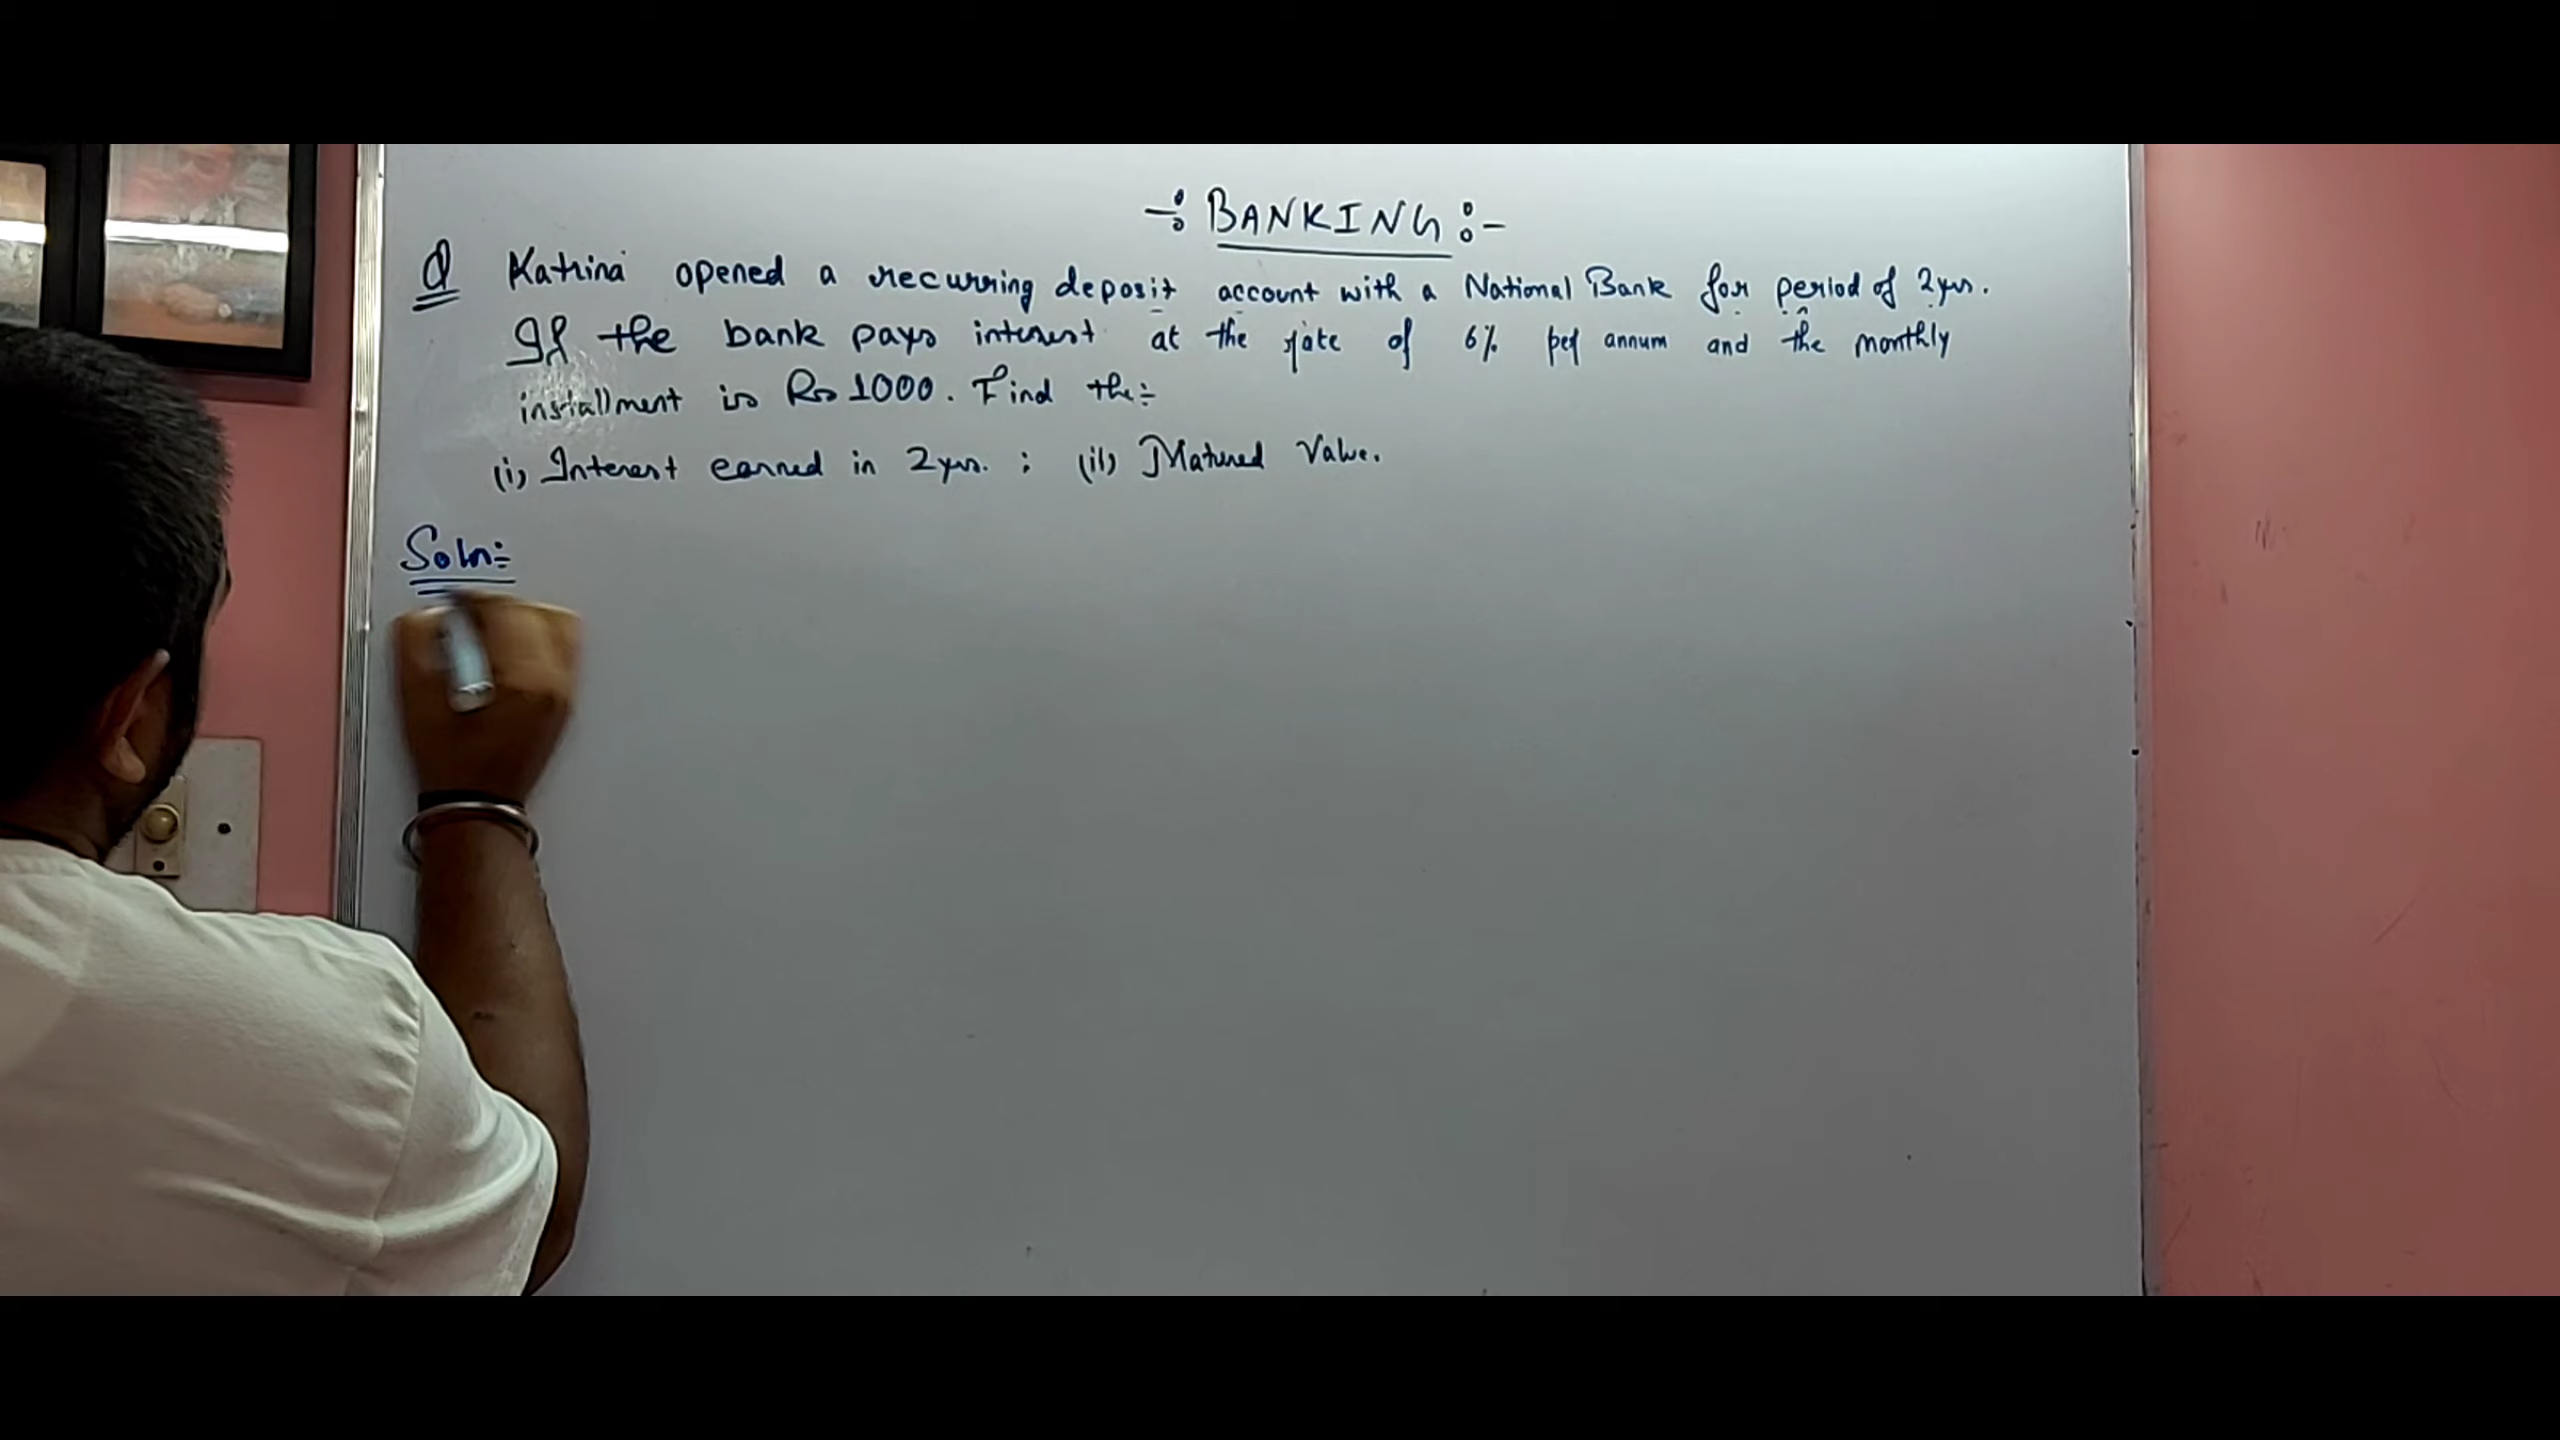 -: BANKING :-
Q Katrina opened a recurring deposit account with a National Bank for period of 2yrs.
If the bank pays interest at the rate of 6% per annum and the monthly
installment is Rs 1000. Find the:-
(i) Interest earned in 2yrs. ; (ii) Matured Value.
Soln:-